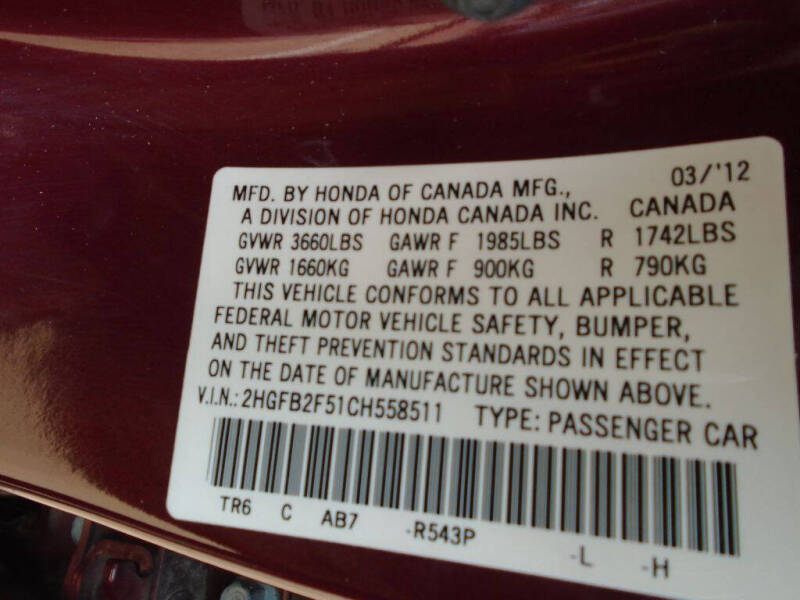 03/'12
MFD. BY HONDA OF CANADA MFG.,
A DIVISION OF HONDA CANADA INC. CANADA
GVWR 3660LBS GAWR F 1985LBS R 1742LBS
GVWR 1660KG GAWR F 900KG R 790KG
THIS VEHICLE CONFORMS TO ALL APPLICABLE
FEDERAL MOTOR VEHICLE SAFETY, BUMPER,
AND THEFT PREVENTION STANDARDS IN EFFECT
ON THE DATE OF MANUFACTURE SHOWN ABOVE.
V.I.N.: 2HGFB2F51CH558511 TYPE: PASSENGER CAR
TR6 C AB7 -R543P -L -H